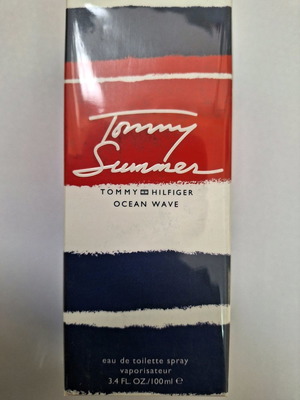 Tommy
Summer
TOMMY HILFIGER
OCEAN WAVE
eau de toilette spray
vaporisateur
3.4 FL. OZ./100ml ℮